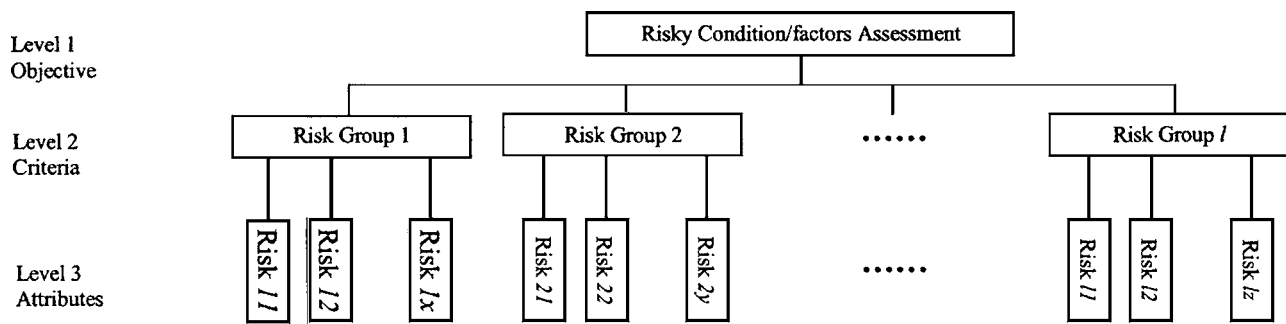 Risky Condition/factors Assessment
Level 1
Objective
Level 2
Criteria
Risk Group 1
Risk Group 2
......
Risk Group l
Level 3
Attributes
Risk 11
Risk 12
Risk 1x
Risk 21
Risk 22
Risk 2y
......
Risk l1
Risk l2
Risk lz